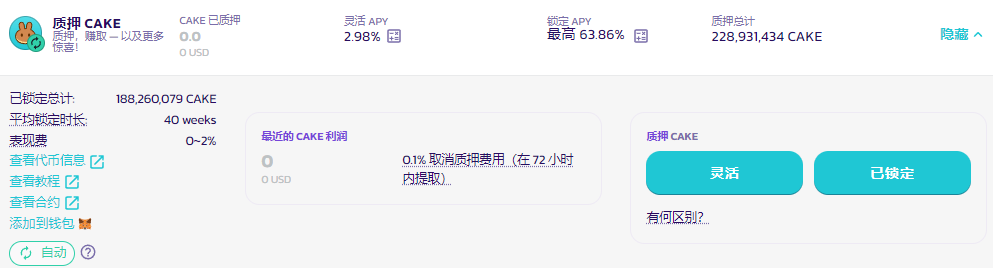 质押 CAKE
质押，赚取 — 以及更多
惊喜！
CAKE 已质押
0.0
0 USD
灵活 APY
2.98%
锁定 APY
最高 63.86%
质押总计
228,931,434 CAKE
隐藏
已锁定总计: 188,260,079 CAKE
平均锁定时长: 40 weeks
表现费 0~2%
查看代币信息
查看教程
查看合约
添加到钱包
自动
最近的 CAKE 利润
0
0 USD
0.1% 取消质押费用（在 72 小时
内提取）
质押 CAKE
灵活 已锁定
有何区别？